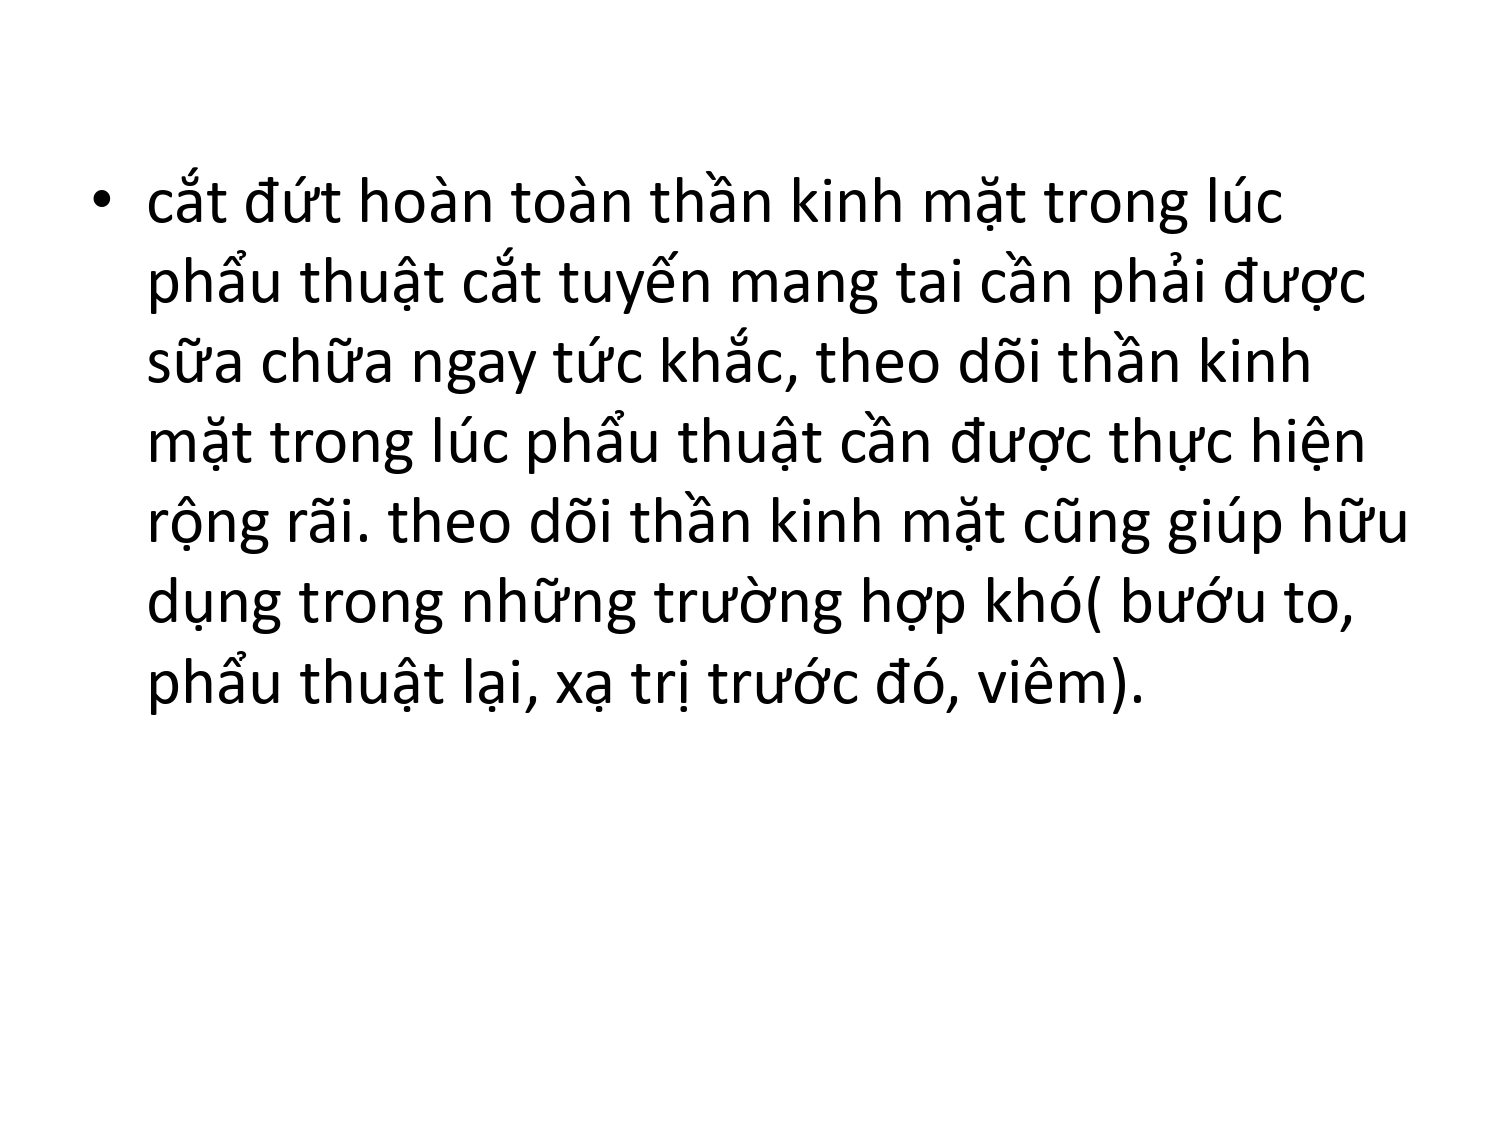 • cắt đứt hoàn toàn thần kinh mặt trong lúc
phẩu thuật cắt tuyến mang tai cần phải được
sữa chữa ngay tức khắc, theo dõi thần kinh
mặt trong lúc phẩu thuật cần được thực hiện
rộng rãi. theo dõi thần kinh mặt cũng giúp hữu
dụng trong những trường hợp khó( bướu to,
phẩu thuật lại, xạ trị trước đó, viêm).